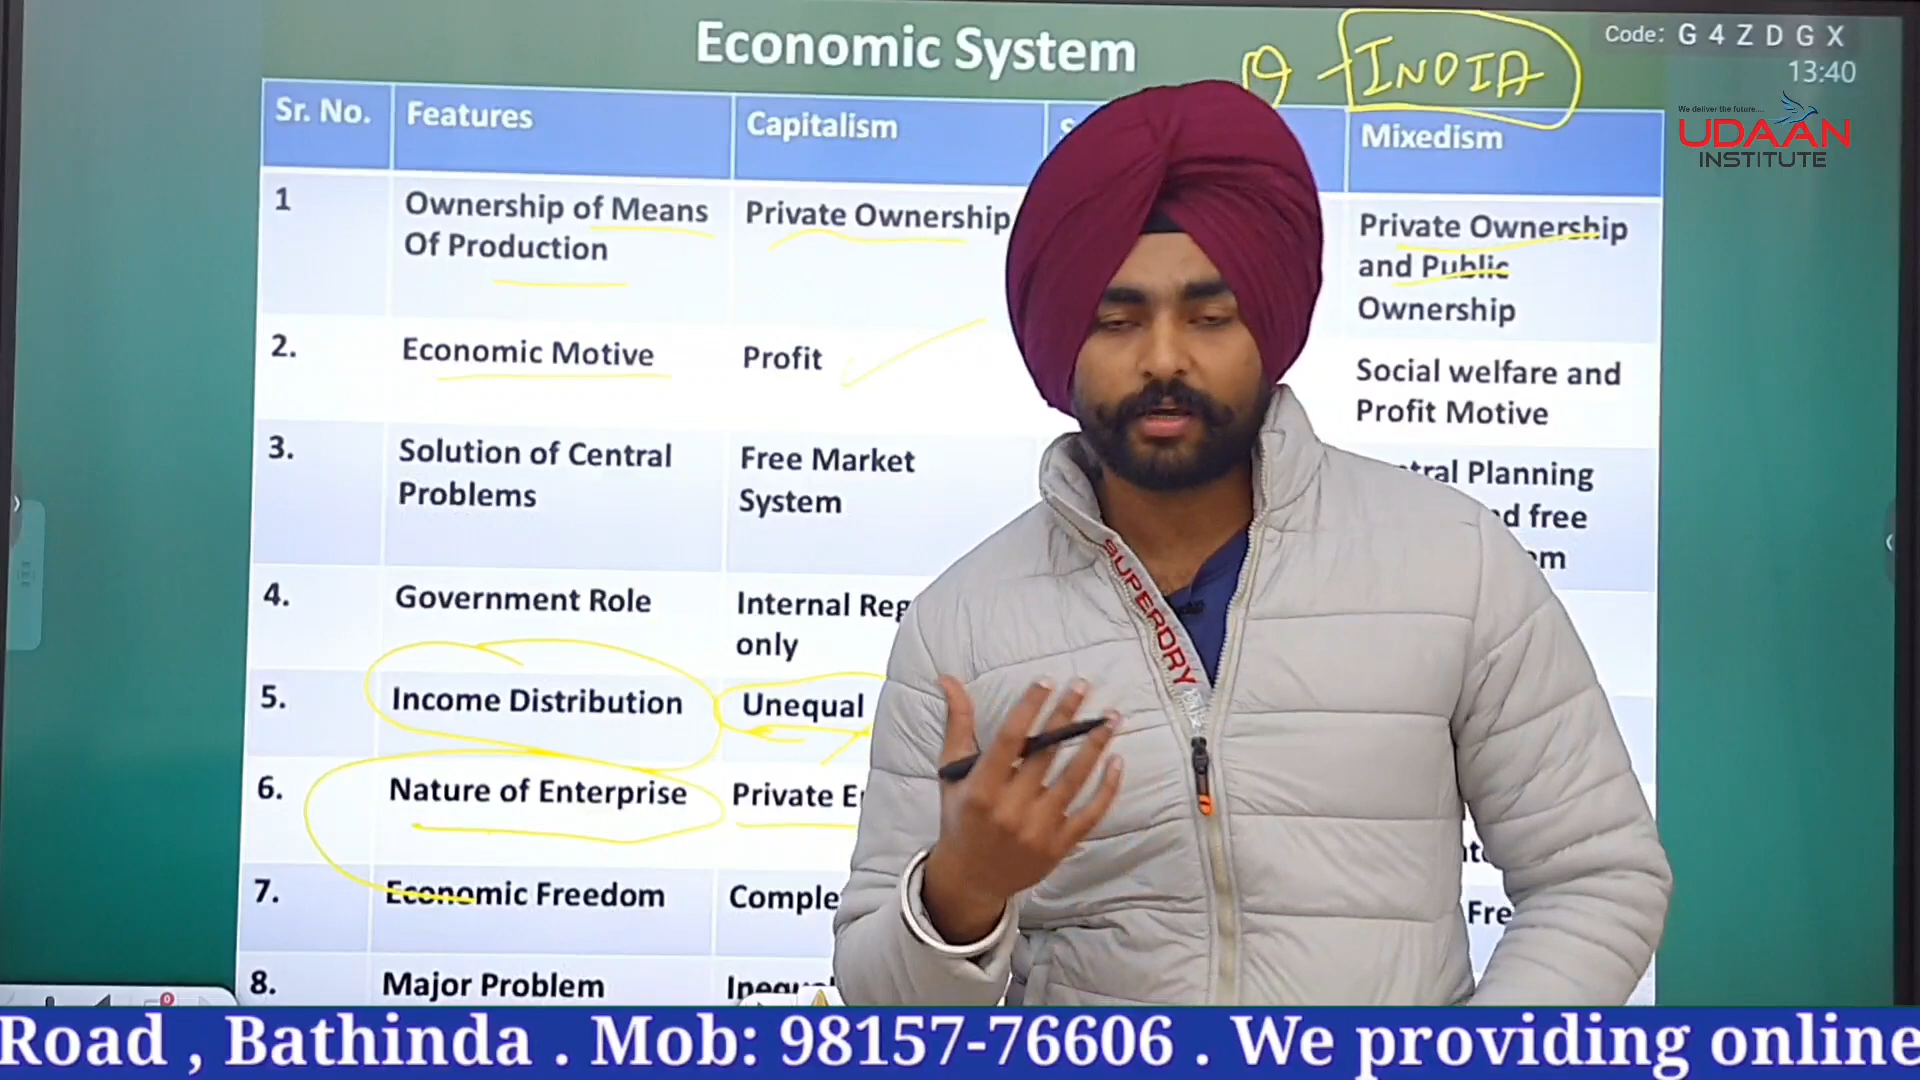 Economic System
INDIA
Code: G 4 Z D G X
13:40
We deliver the future....
UDAAN
INSTITUTE
Sr. No. Features Capitalism Mixedism
1 Ownership of Means Of Production Private Ownership Private Ownership and Public Ownership
2. Economic Motive Profit Social welfare and Profit Motive
3. Solution of Central Problems Free Market System Planning free
4. Government Role Internal only
5. Income Distribution Unequal
6. Nature of Enterprise Private
7. Economic Freedom
8. Major Problem
SUPERDRY
Road , Bathinda . Mob: 98157-76606 . We providing online